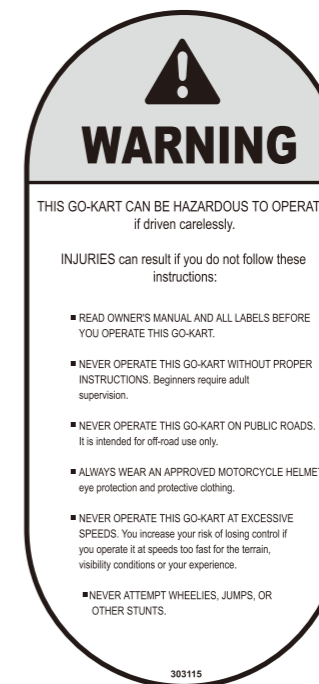 WARNING
THIS GO-KART CAN BE HAZARDOUS TO OPERAT
if driven carelessly.
INJURIES can result if you do not follow these
instructions:
■ READ OWNER'S MANUAL AND ALL LABELS BEFORE
YOU OPERATE THIS GO-KART.
■ NEVER OPERATE THIS GO-KART WITHOUT PROPER
INSTRUCTIONS. Beginners require adult
supervision.
■ NEVER OPERATE THIS GO-KART ON PUBLIC ROADS.
It is intended for off-road use only.
■ ALWAYS WEAR AN APPROVED MOTORCYCLE HELMET
eye protection and protective clothing.
■ NEVER OPERATE THIS GO-KART AT EXCESSIVE
SPEEDS. You increase your risk of losing control if
you operate it at speeds too fast for the terrain,
visibility conditions or your experience.
■ NEVER ATTEMPT WHEELIES, JUMPS, OR
OTHER STUNTS.
303115